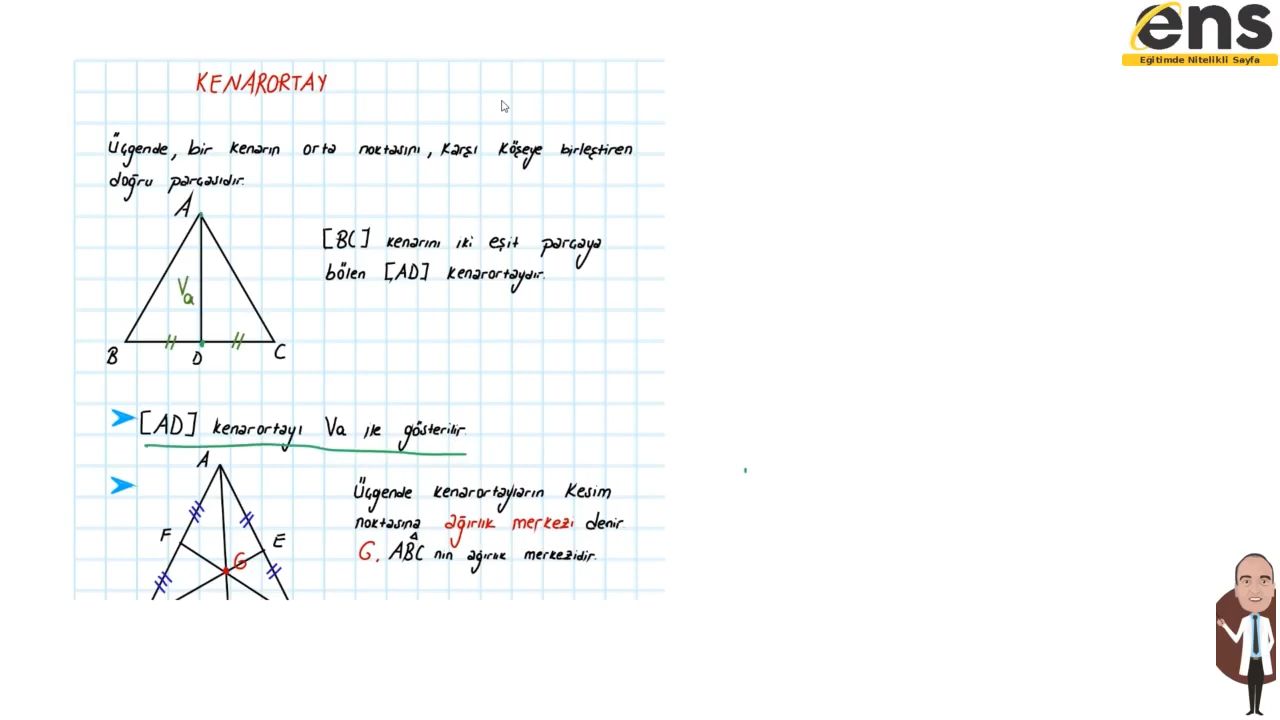 ens
Eğitimde Nitelikli Sayfa
KENARORTAY
Üçgende, bir kenarın orta noktasını, karşı köşeye birleştiren
doğru parçasıdır.
A
[BC] kenarını iki eşit parçaya
bölen [AD] kenarortaydır.
Va
B D C
[AD] kenarortayı Va ile gösterilir.
A
Üçgende kenarortayların kesim
noktasına ağırlık merkezi denir
F E
G
G, ABC nin ağırlık merkezidir.